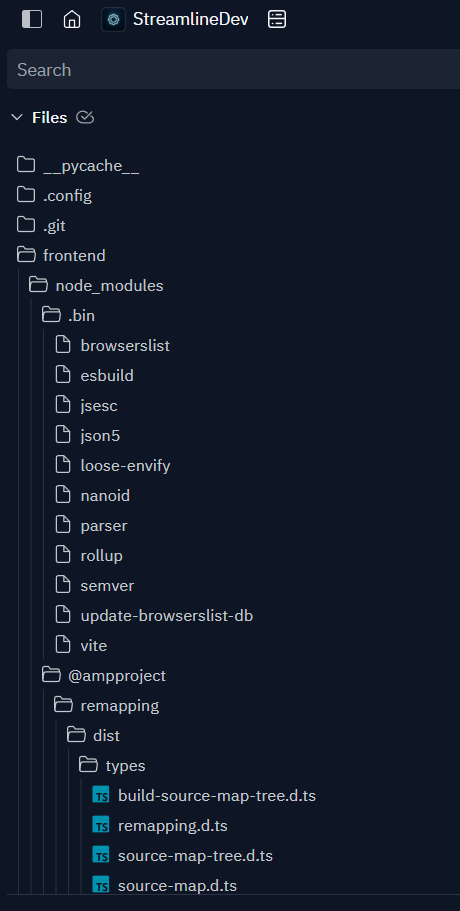 StreamlineDev
Search
Files
__pycache__
.config
.git
frontend
node_modules
.bin
browserslist
esbuild
jsesc
json5
loose-envify
nanoid
parser
rollup
semver
update-browserslist-db
vite
@ampproject
remapping
dist
types
TS build-source-map-tree.d.ts
TS remapping.d.ts
TS source-map-tree.d.ts
TS source-map.d.ts